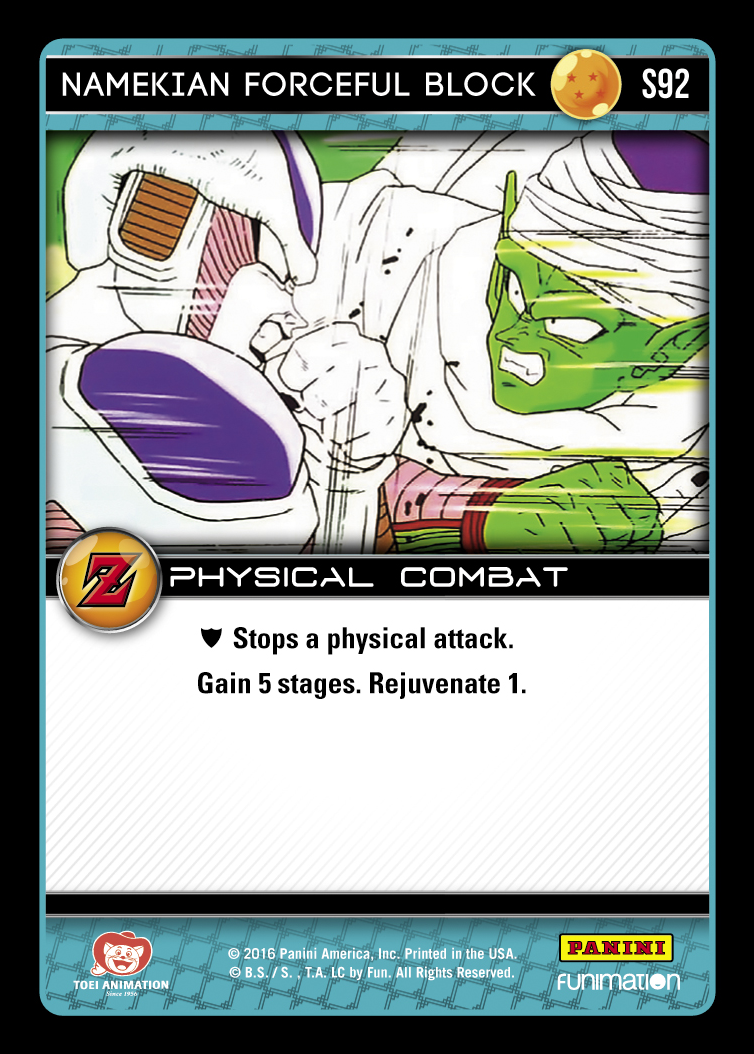 NAMEKIAN FORCEFUL BLOCK S92
Z PHYSICAL COMBAT
Stops a physical attack.
Gain 5 stages. Rejuvenate 1.
TOEI ANIMATION
Since 1956
© 2016 Panini America, Inc. Printed in the USA.
© B.S. / S. , T.A. LC by Fun. All Rights Reserved.
PANINI
FUNIMATION